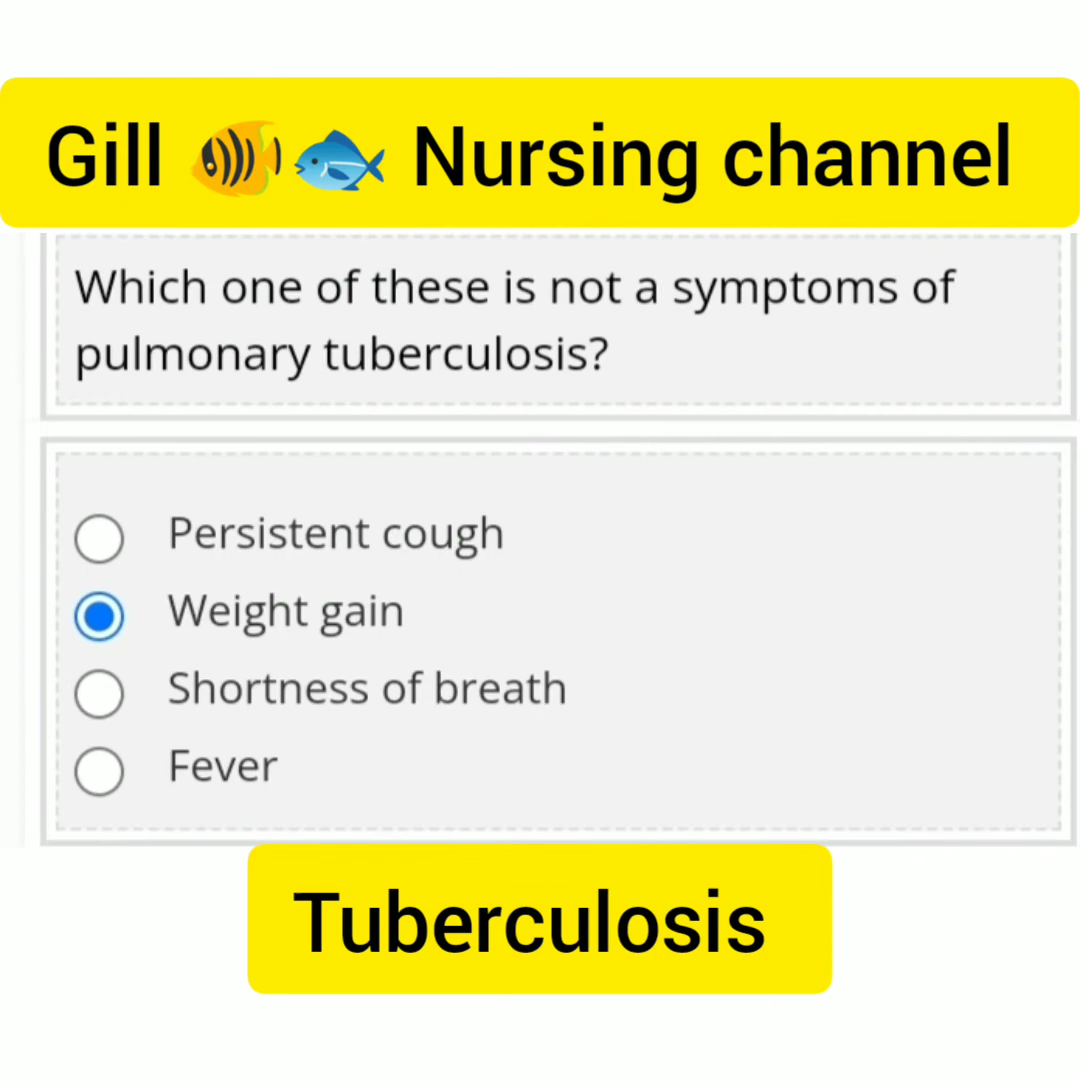 Gill 🐠🐟 Nursing channel
Which one of these is not a symptoms of
pulmonary tuberculosis?
Persistent cough
Weight gain
Shortness of breath
Fever
Tuberculosis